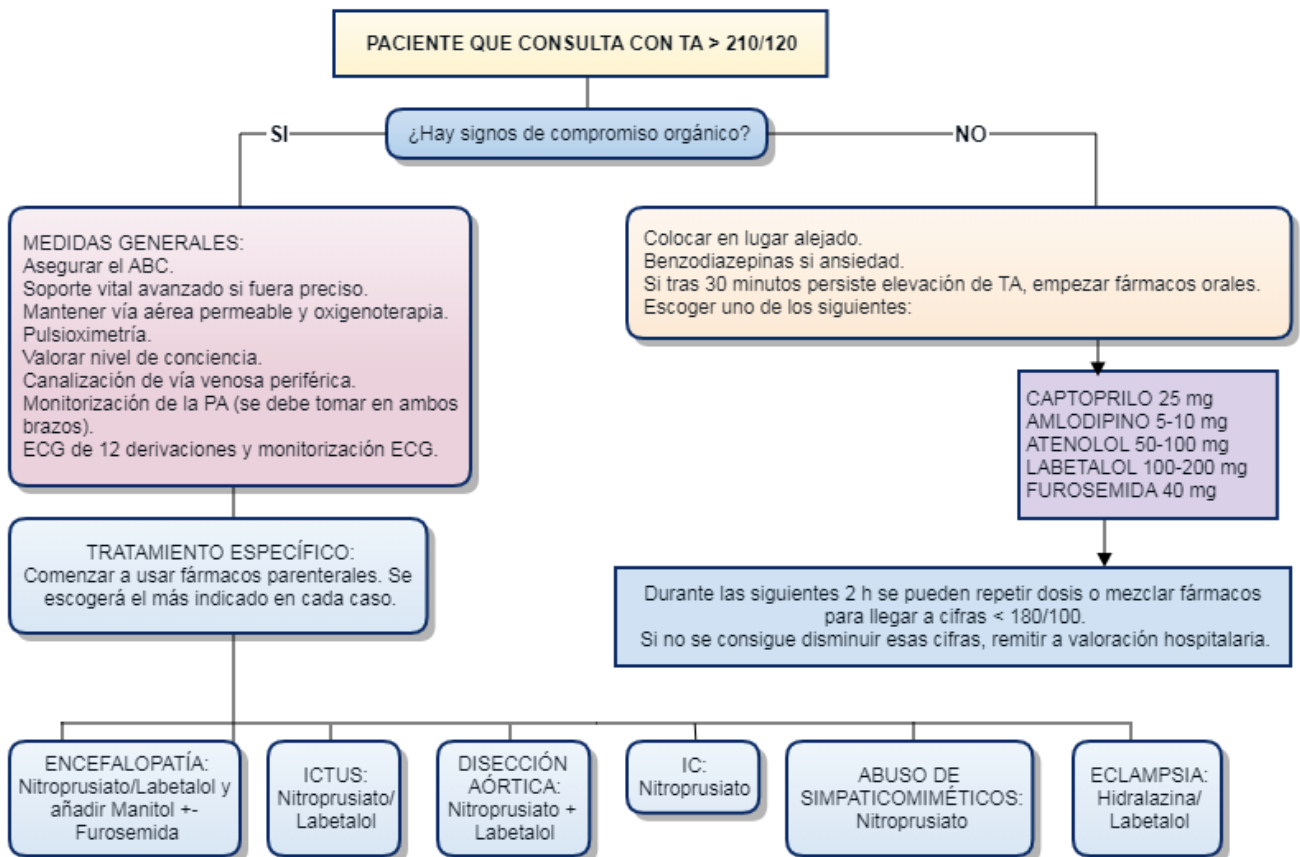 PACIENTE QUE CONSULTA CON TA > 210/120
¿Hay signos de compromiso orgánico?
SI
NO
MEDIDAS GENERALES:
Asegurar el ABC.
Soporte vital avanzado si fuera preciso.
Mantener vía aérea permeable y oxigenoterapia.
Pulsioximetría.
Valorar nivel de conciencia.
Canalización de vía venosa periférica.
Monitorización de la PA (se debe tomar en ambos
brazos).
ECG de 12 derivaciones y monitorización ECG.
Colocar en lugar alejado.
Benzodiazepinas si ansiedad.
Si tras 30 minutos persiste elevación de TA, empezar fármacos orales.
Escoger uno de los siguientes:
CAPTOPRILO 25 mg
AMLODIPINO 5-10 mg
ATENOLOL 50-100 mg
LABETALOL 100-200 mg
FUROSEMIDA 40 mg
TRATAMIENTO ESPECÍFICO:
Comenzar a usar fármacos parenterales. Se
escogerá el más indicado en cada caso.
Durante las siguientes 2 h se pueden repetir dosis o mezclar fármacos
para llegar a cifras < 180/100.
Si no se consigue disminuir esas cifras, remitir a valoración hospitalaria.
ENCEFALOPATÍA:
Nitroprusiato/Labetalol y
añadir Manitol +-
Furosemida
ICTUS:
Nitroprusiato/
Labetalol
DISECCIÓN
AÓRTICA:
Nitroprusiato +
Labetalol
IC:
Nitroprusiato
ABUSO DE
SIMPATICOMIMÉTICOS:
Nitroprusiato
ECLAMPSIA:
Hidralazina/
Labetalol